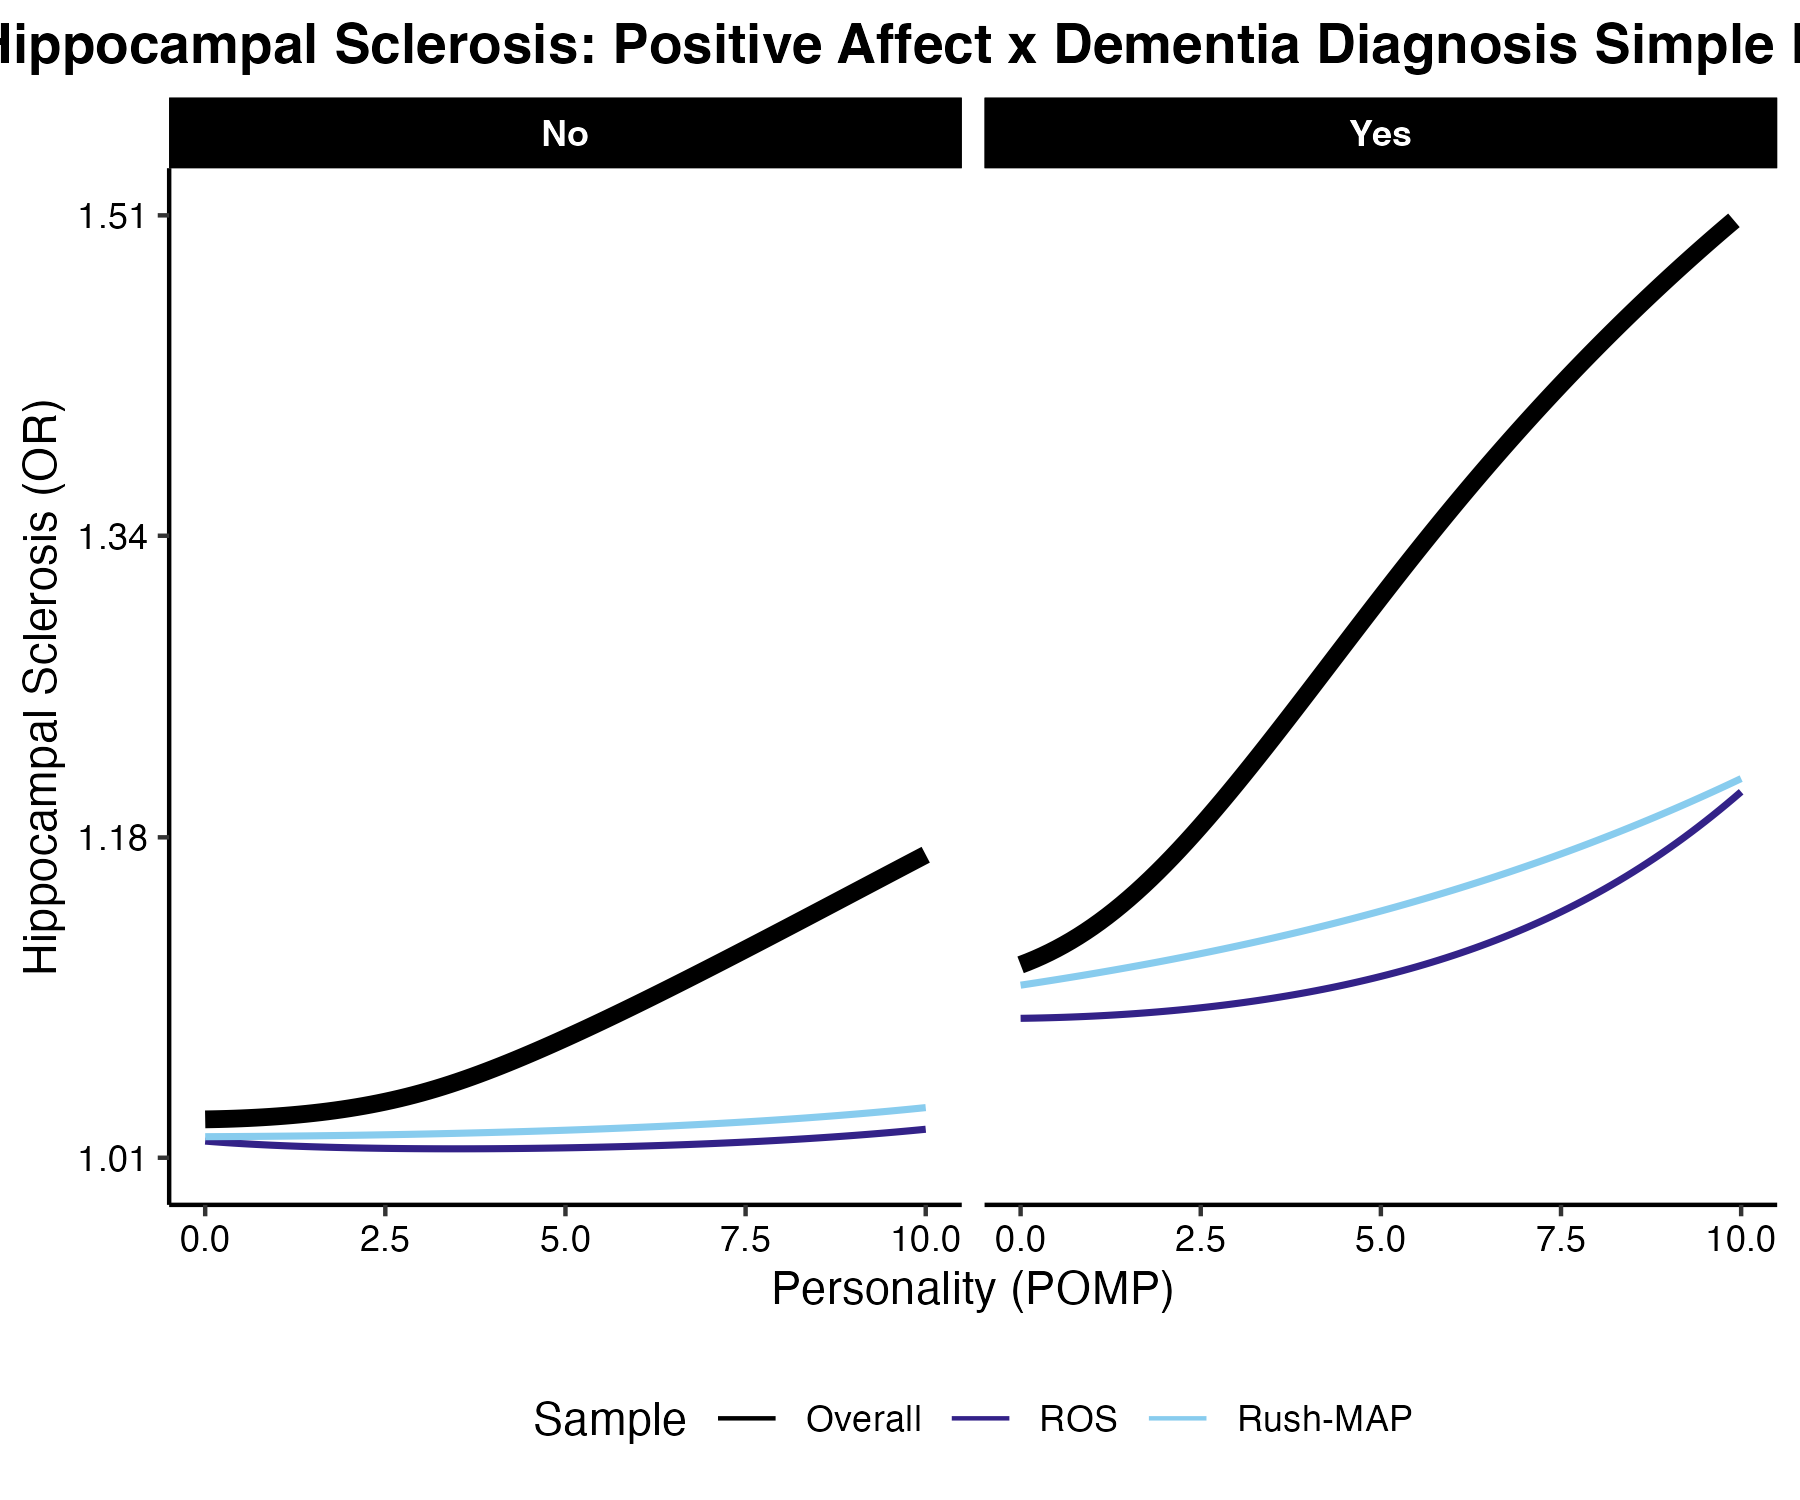 Hippocampal Sclerosis: Positive Affect x Dementia Diagnosis Simple
No
Yes
Hippocampal Sclerosis (OR)
1.51
1.34
1.18
1.01
0.0 2.5 5.0 7.5 10.0 0.0 2.5 5.0 7.5 10.0
Personality (POMP)
Sample Overall ROS Rush-MAP